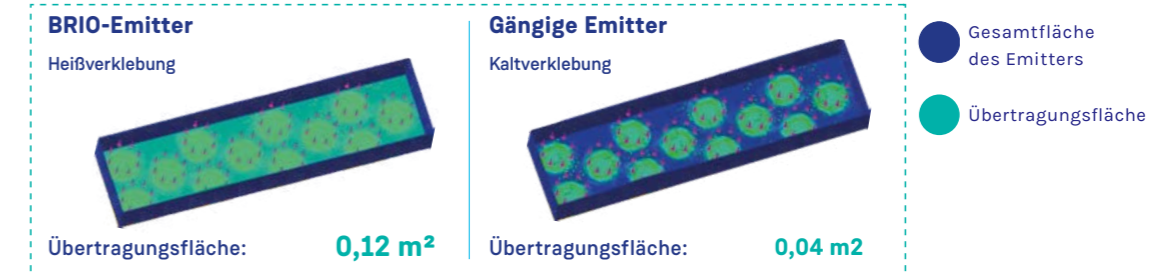 BRIO-Emitter
Heißverklebung
Übertragungsfläche: 0,12 m²
Gängige Emitter
Kaltverklebung
Übertragungsfläche: 0,04 m2
Gesamtfläche
des Emitters
Übertragungsfläche